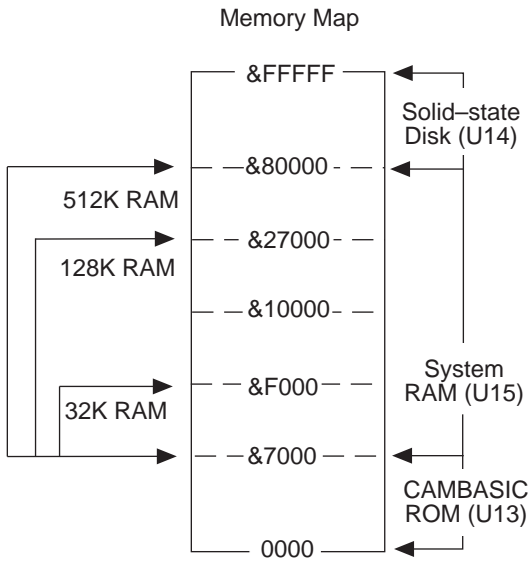 Memory Map
&FFFFF
Solid–state
Disk (U14)
&80000
512K RAM
&27000
128K RAM
&10000
System
RAM (U15)
&F000
32K RAM
&7000
CAMBASIC
ROM (U13)
0000